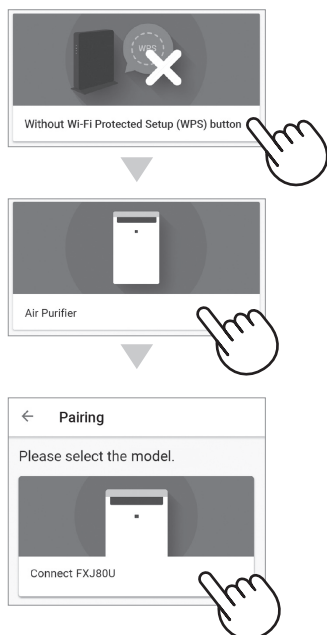 WPS
Without Wi-Fi Protected Setup (WPS) button
Air Purifier
← Pairing
Please select the model.
Connect FXJ80U